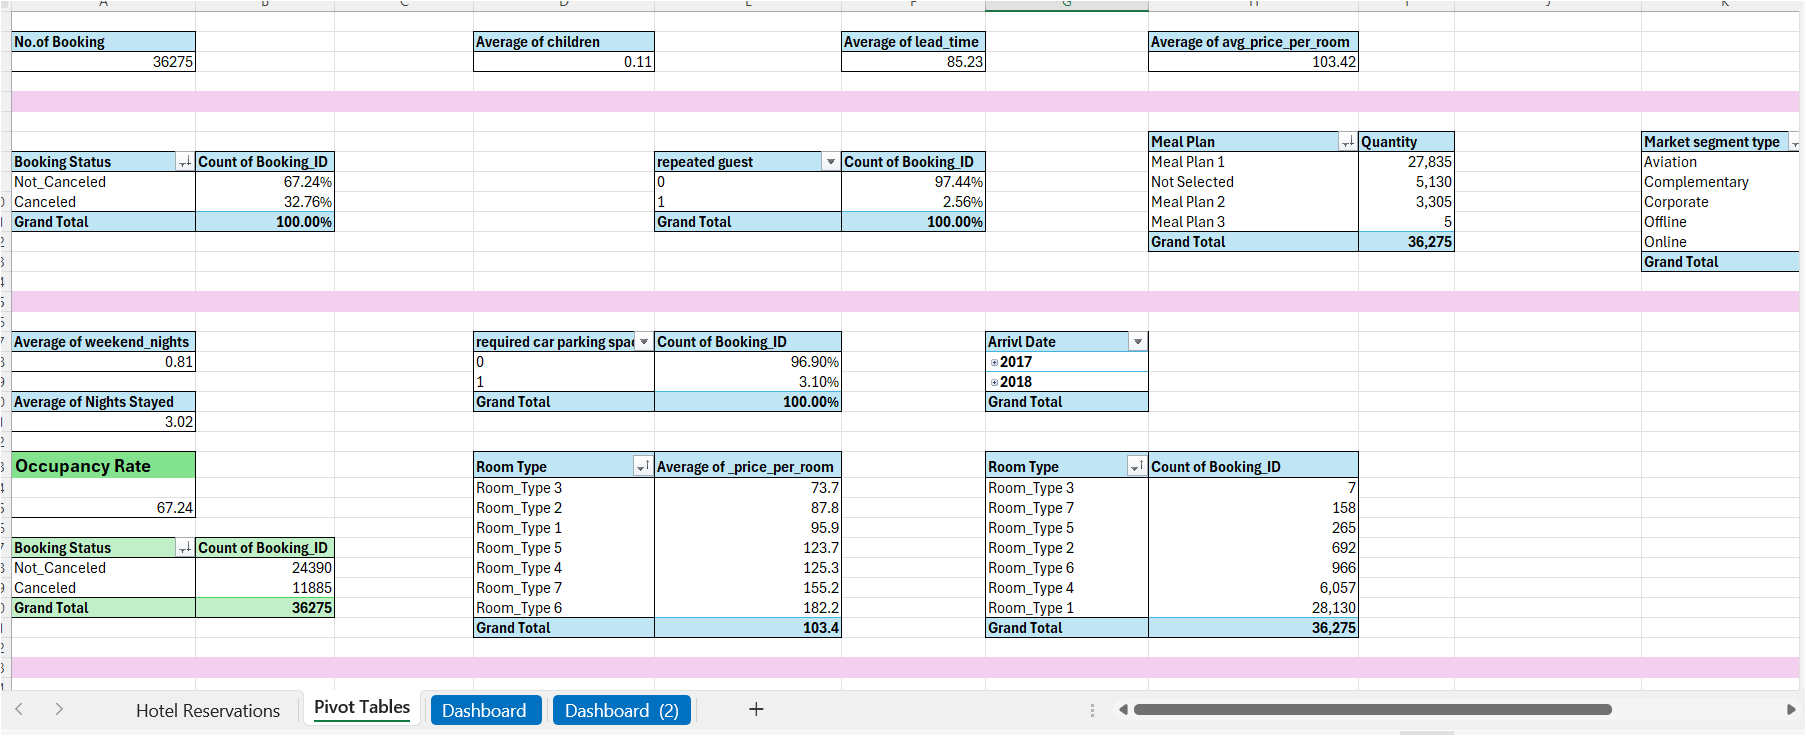 No.of Booking
36275
Average of children
0.11
Average of lead_time
85.23
Average of avg_price_per_room
103.42
Booking Status Count of Booking_ID
Not_Canceled 67.24%
Canceled 32.76%
Grand Total 100.00%
repeated guest Count of Booking_ID
0 97.44%
1 2.56%
Grand Total 100.00%
Meal Plan Quantity
Meal Plan 1 27,835
Not Selected 5,130
Meal Plan 2 3,305
Meal Plan 3 5
Grand Total 36,275
Market segment type
Aviation
Complementary
Corporate
Offline
Online
Grand Total
Average of weekend_nights
0.81
Average of Nights Stayed
3.02
required car parking spa Count of Booking_ID
0 96.90%
1 3.10%
Grand Total 100.00%
Arrivl Date
2017
2018
Grand Total
Occupancy Rate
67.24
Booking Status Count of Booking_ID
Not_Canceled 24390
Canceled 11885
Grand Total 36275
Room Type Average of _price_per_room
Room_Type 3 73.7
Room_Type 2 87.8
Room_Type 1 95.9
Room_Type 5 123.7
Room_Type 4 125.3
Room_Type 7 155.2
Room_Type 6 182.2
Grand Total 103.4
Room Type Count of Booking_ID
Room_Type 3 7
Room_Type 7 158
Room_Type 5 265
Room_Type 2 692
Room_Type 6 966
Room_Type 4 6,057
Room_Type 1 28,130
Grand Total 36,275
Hotel Reservations Pivot Tables Dashboard Dashboard (2)